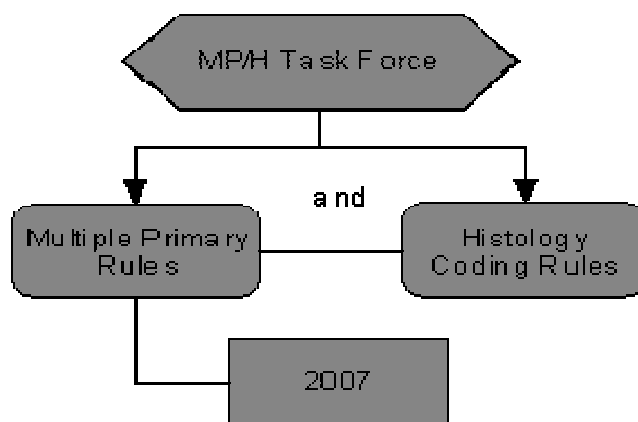 MP/H Task Force
and
Multiple Primary
Rules
Histology
Coding Rules
2007